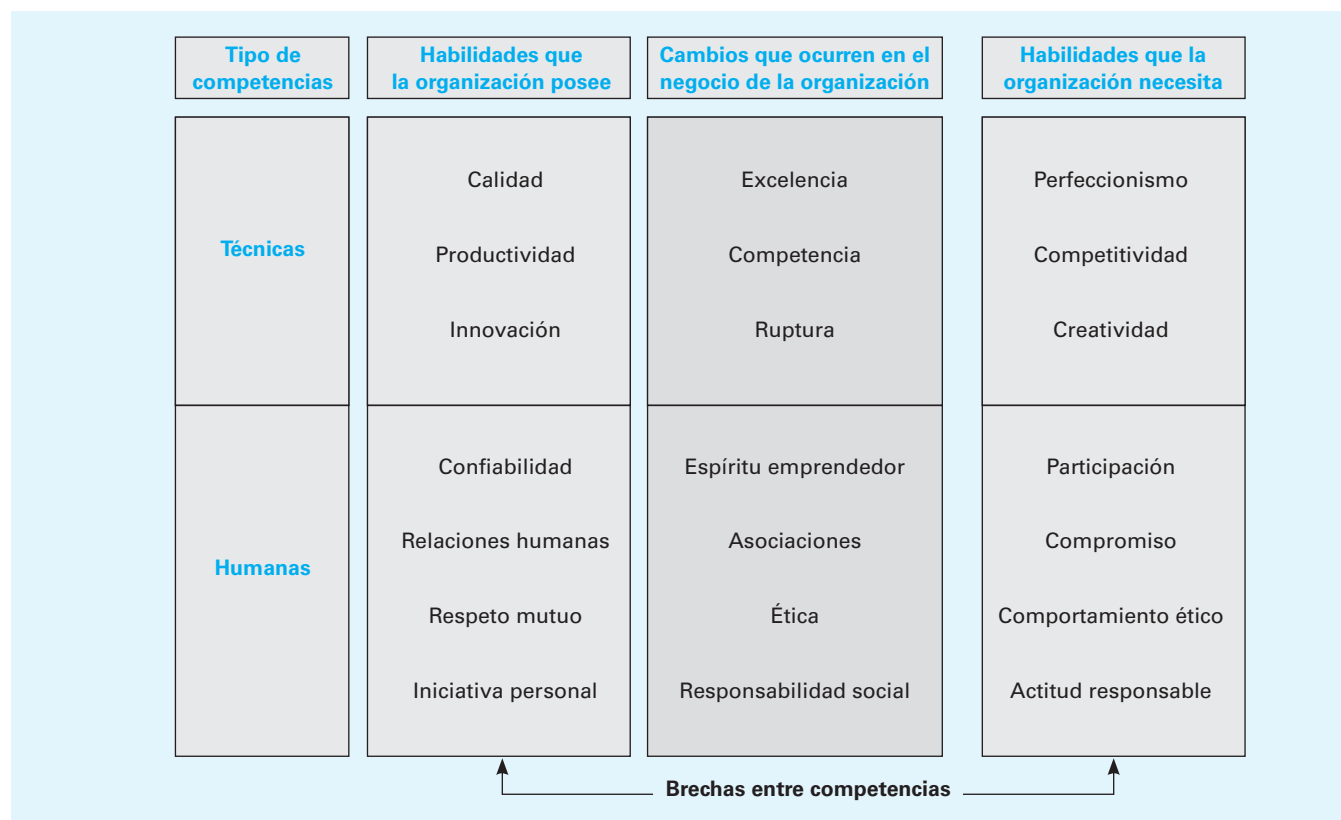 Tipo de
competencias
Habilidades que
la organización posee
Cambios que ocurren en el
negocio de la organización
Habilidades que la
organización necesita
Técnicas
Calidad
Excelencia
Perfeccionismo
Productividad
Competencia
Competitividad
Innovación
Ruptura
Creatividad
Humanas
Confiabilidad
Espíritu emprendedor
Participación
Relaciones humanas
Asociaciones
Compromiso
Respeto mutuo
Ética
Comportamiento ético
Iniciativa personal
Responsabilidad social
Actitud responsable
Brechas entre competencias